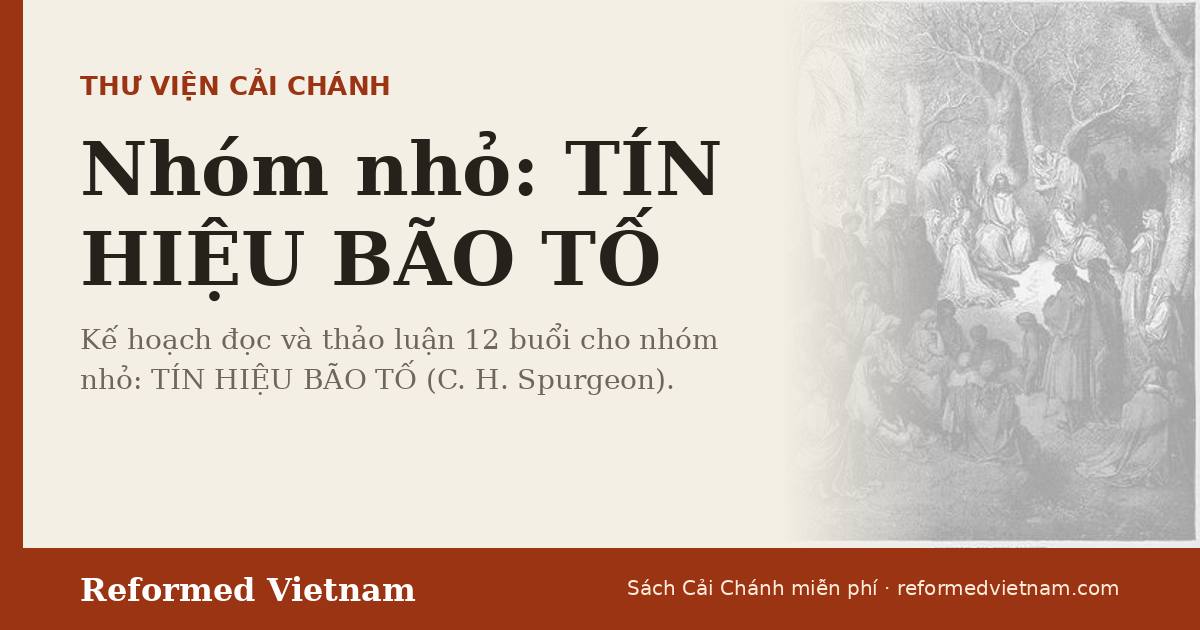 THƯ VIỆN CẢI CHÁNH
Nhóm nhỏ: TÍN
HIỆU BÃO TỐ
Kế hoạch đọc và thảo luận 12 buổi cho nhóm
nhỏ: TÍN HIỆU BÃO TỐ (C. H. Spurgeon).
Reformed Vietnam
Sách Cải Chánh miễn phí · reformedvietnam.com